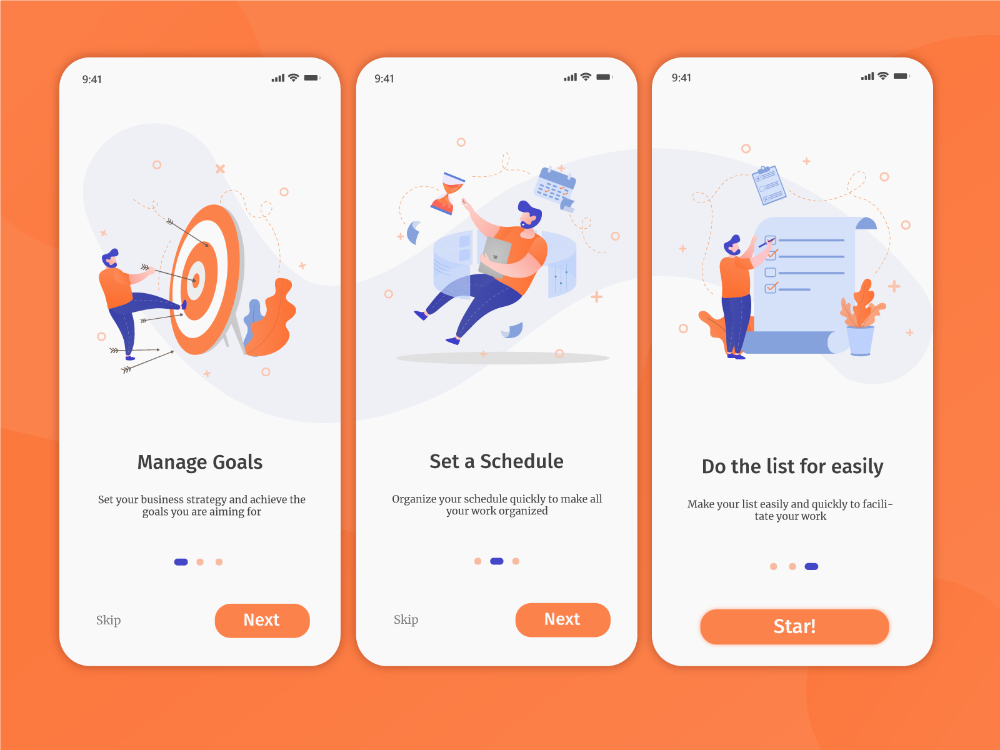 9:41
Manage Goals
Set your business strategy and achieve the
goals you are aiming for
Skip
Next
9:41
Set a Schedule
Organize your schedule quickly to make all
your work organized
Skip
Next
9:41
Do the list for easily
Make your list easily and quickly to facili-
tate your work
Star!